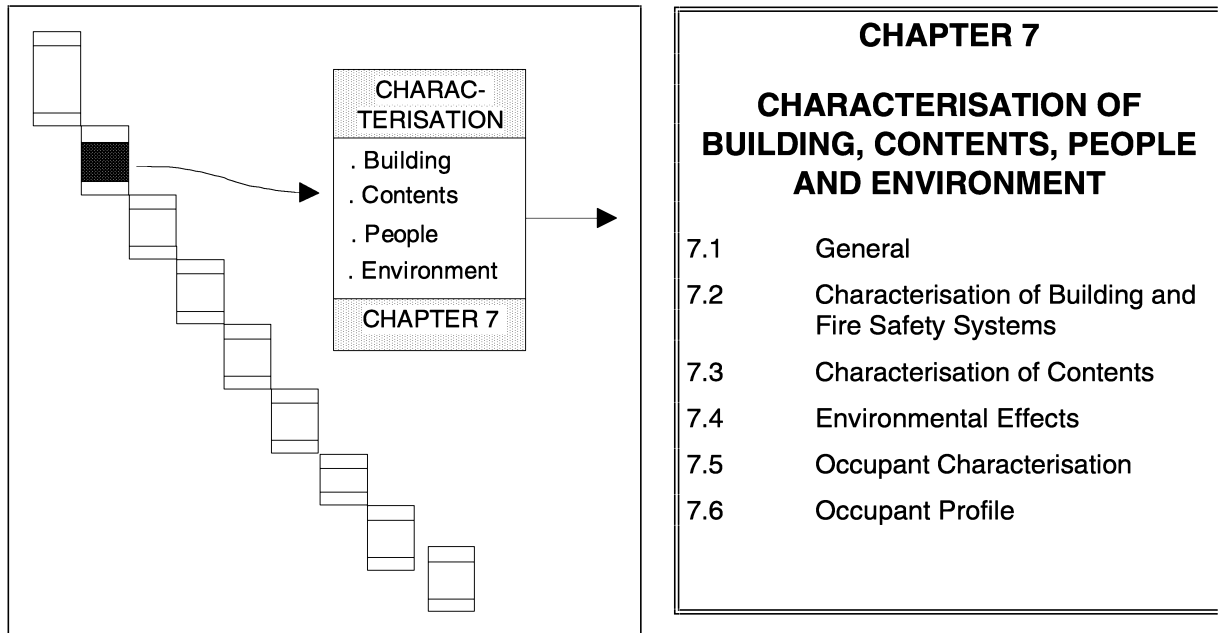 CHARAC-
TERISATION
. Building
. Contents
. People
. Environment
CHAPTER 7
CHAPTER 7
CHARACTERISATION OF
BUILDING, CONTENTS, PEOPLE
AND ENVIRONMENT
7.1 General
7.2 Characterisation of Building and
Fire Safety Systems
7.3 Characterisation of Contents
7.4 Environmental Effects
7.5 Occupant Characterisation
7.6 Occupant Profile